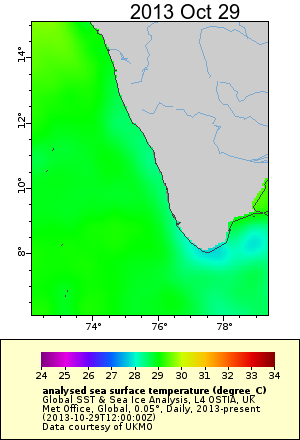 2013 Oct 29
14°
12°
10°
8°
74° 76° 78°
24 25 26 27 28 29 30 31 32 33 34
analysed sea surface temperature (degree_C)
Global SST & Sea Ice Analysis, L4 OSTIA, UK
Met Office, Global, 0.05°, Daily, 2013-present
(2013-10-29T12:00:00Z)
Data courtesy of UKMO